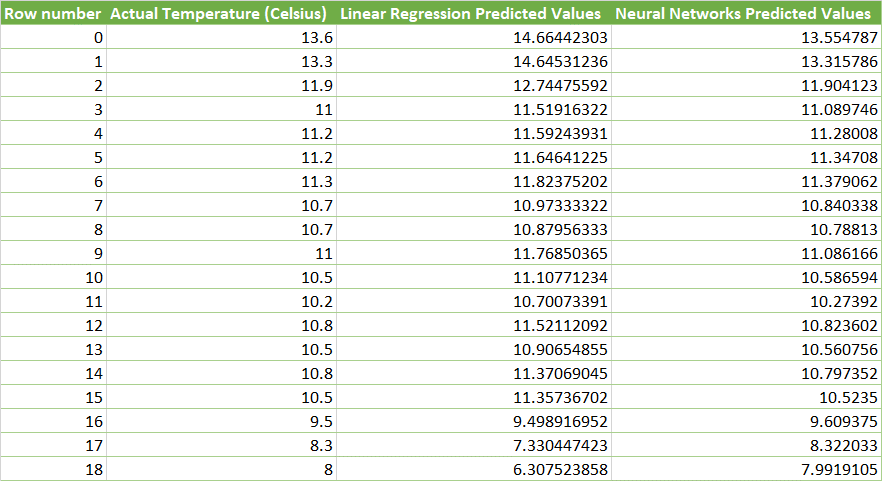 Row number Actual Temperature (Celsius) Linear Regression Predicted Values Neural Networks Predicted Values
0 13.6 14.66442303 13.554787
1 13.3 14.64531236 13.315786
2 11.9 12.74475592 11.904123
3 11 11.51916322 11.089746
4 11.2 11.59243931 11.28008
5 11.2 11.64641225 11.34708
6 11.3 11.82375202 11.379062
7 10.7 10.97333322 10.840338
8 10.7 10.87956333 10.78813
9 11 11.76850365 11.086166
10 10.5 11.10771234 10.586594
11 10.2 10.70073391 10.27392
12 10.8 11.52112092 10.823602
13 10.5 10.90654855 10.560756
14 10.8 11.37069045 10.797352
15 10.5 11.35736702 10.5235
16 9.5 9.498916952 9.609375
17 8.3 7.330447423 8.322033
18 8 6.307523858 7.9919105